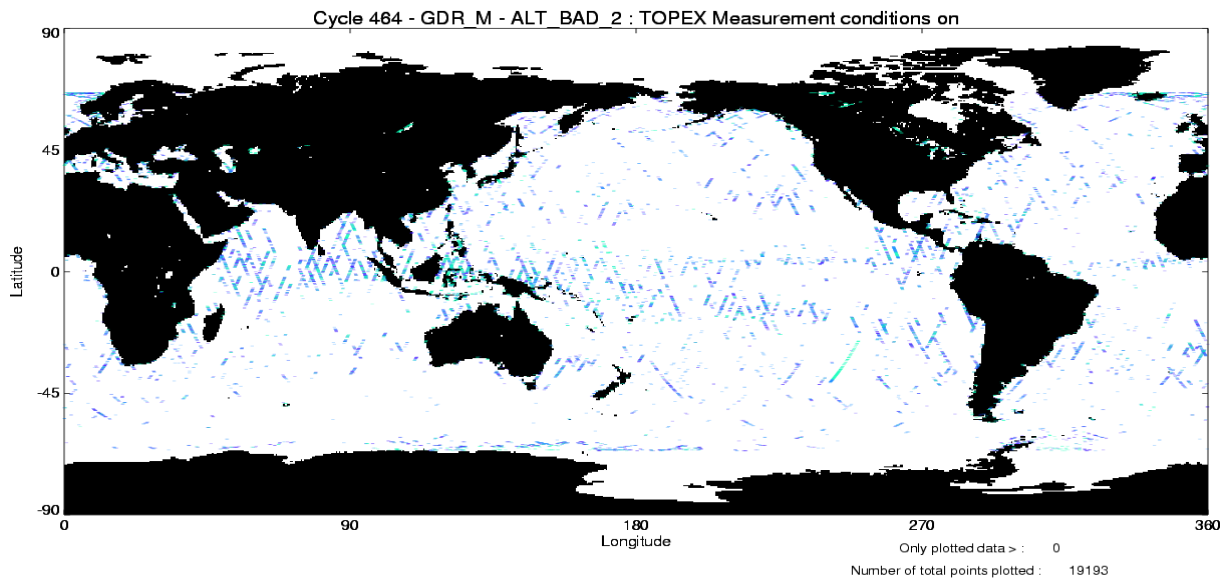 Cycle 464 - GDR_M - ALT_BAD_2 : TOPEX Measurement conditions on
90
45
0
-45
-90
Latitude
0
90
180
270
360
Longitude
Only plotted data > : 0
Number of total points plotted : 19193